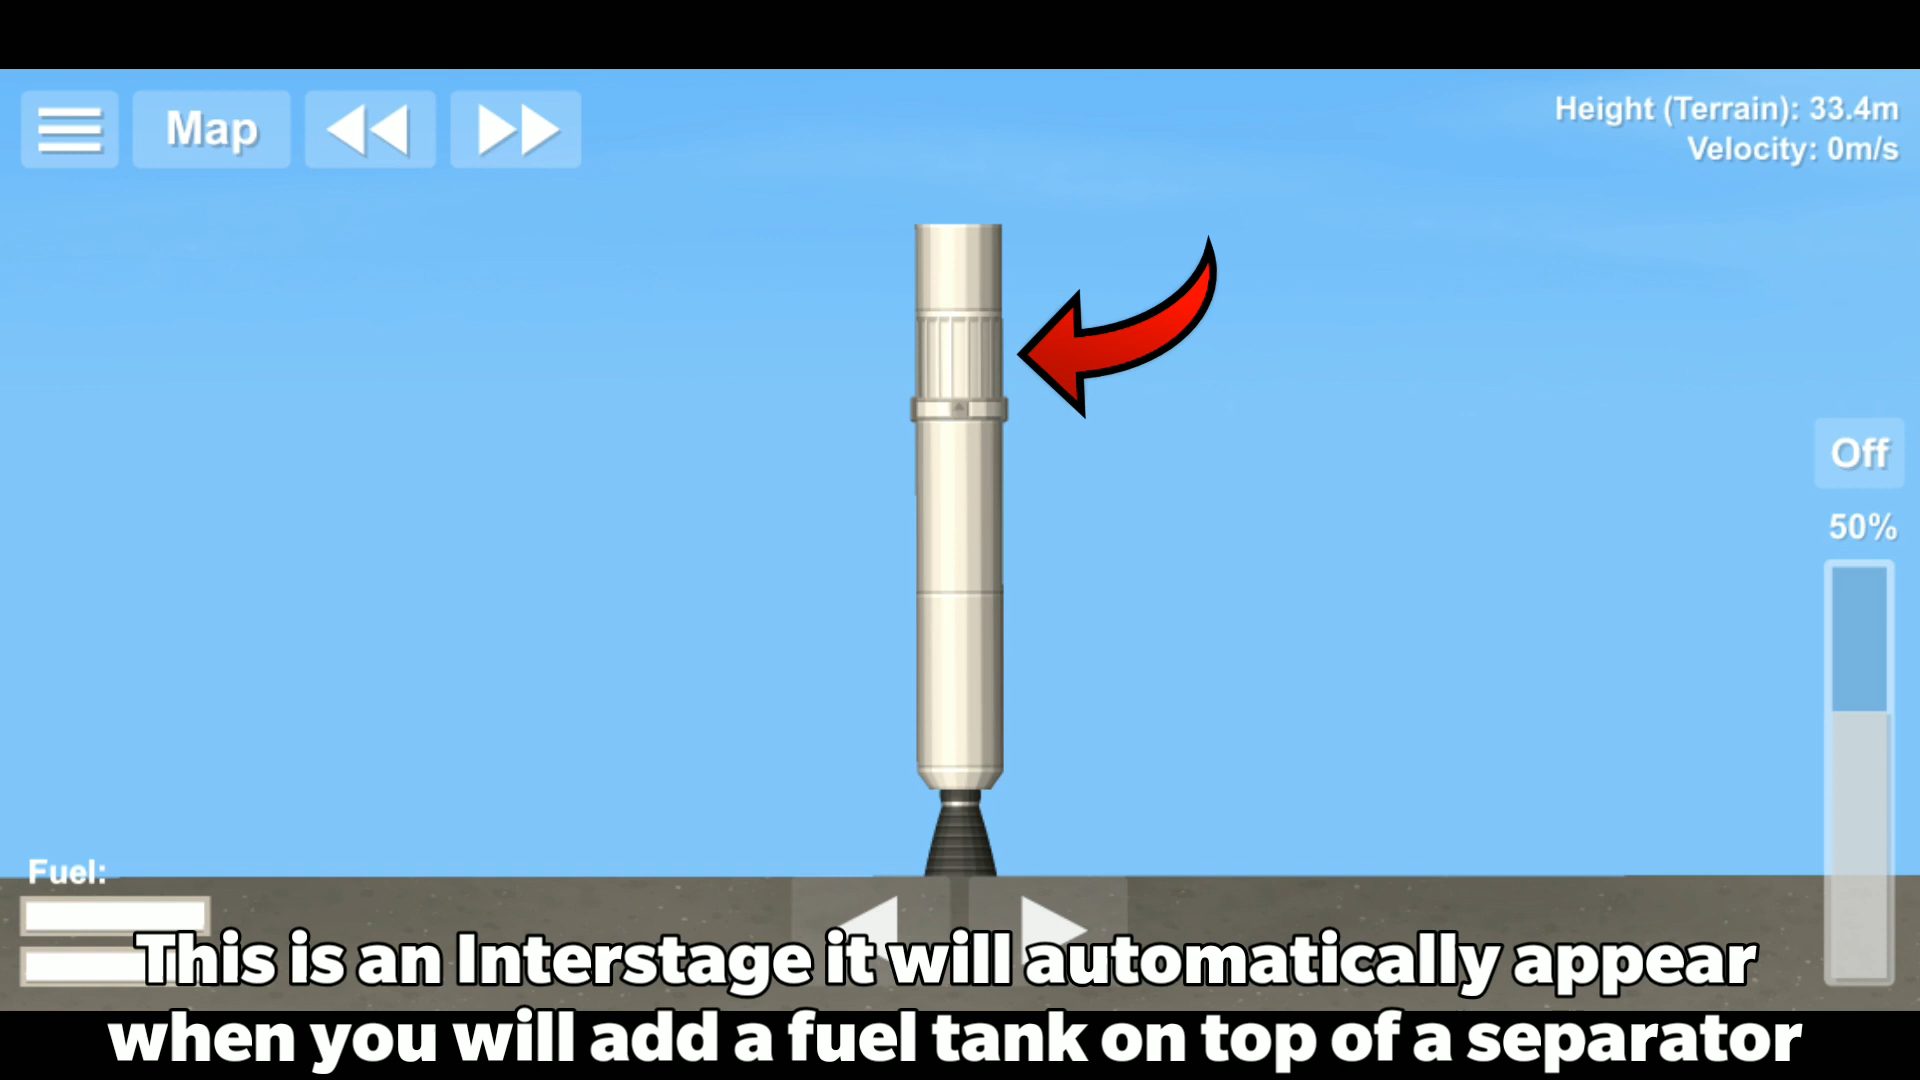 Map
Height (Terrain): 33.4m
Velocity: 0m/s
Off
50%
Fuel:
This is an Interstage it will automatically appear
when you will add a fuel tank on top of a separator